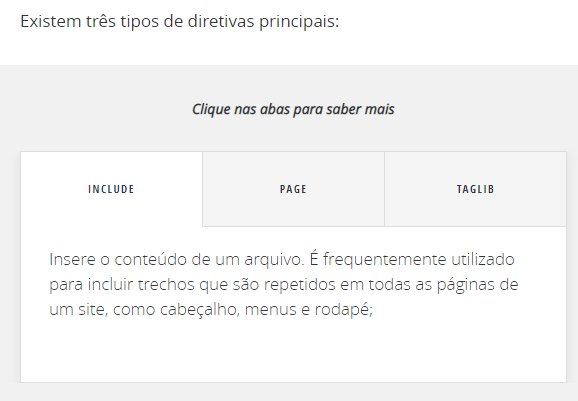 Existem três tipos de diretivas principais:
Clique nas abas para saber mais
INCLUDE
PAGE
TAGLIB
Insere o conteúdo de um arquivo. É frequentemente utilizado
para incluir trechos que são repetidos em todas as páginas de
um site, como cabeçalho, menus e rodapé;